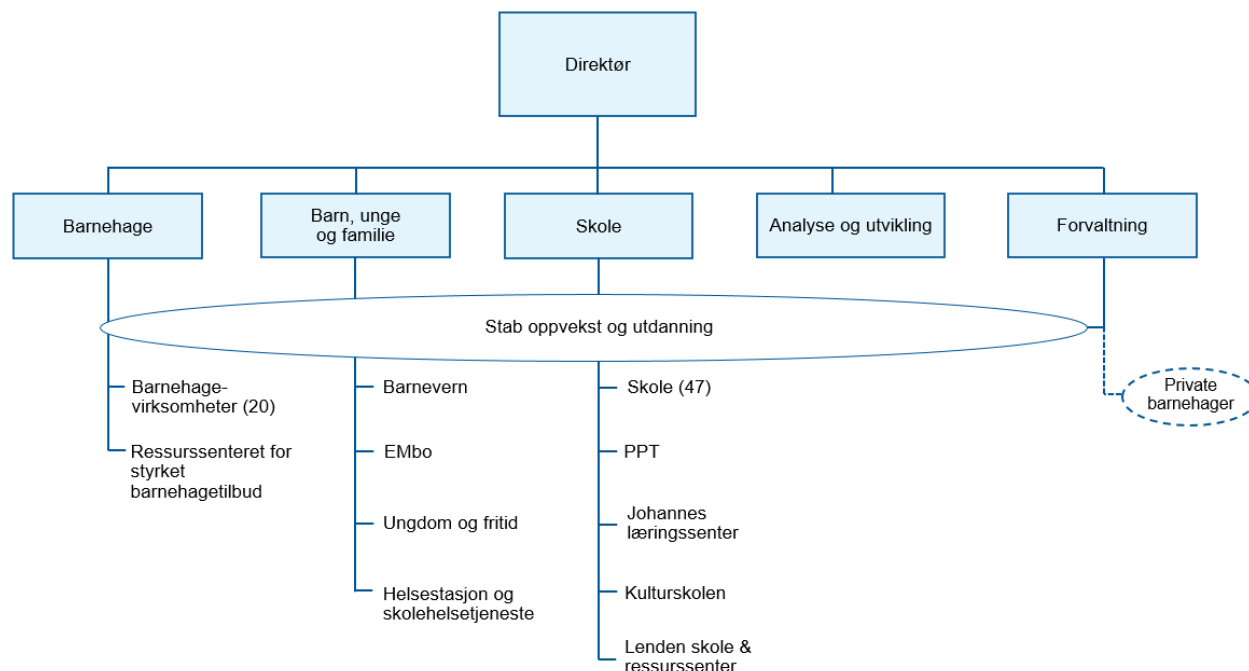 Direktør
Barnehage
Barn, unge
og familie
Skole
Analyse og utvikling
Forvaltning
Stab oppvekst og utdanning
Barnehage-
virksomheter (20)
Ressurssenteret for
styrket
barnehagetilbud
Barnevern
EMbo
Ungdom og fritid
Helsestasjon og
skolehelsetjeneste
Skole (47)
PPT
Johannes
læringssenter
Kulturskolen
Lenden skole &
ressurssenter
Private
barnehager